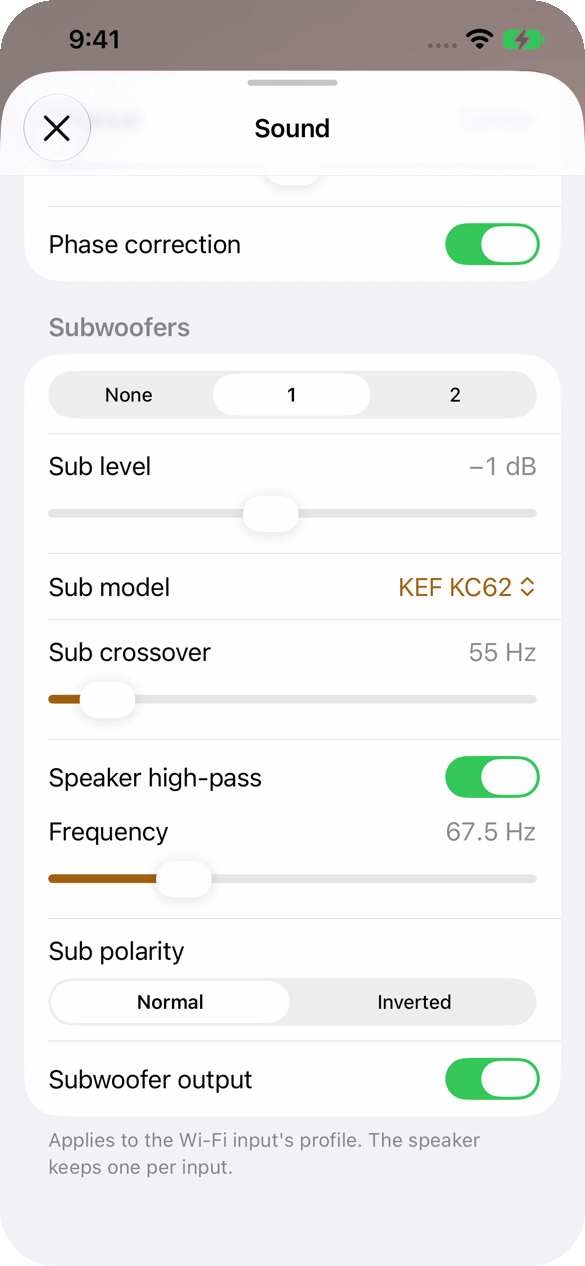 9:41
Sound
Phase correction
Subwoofers
None 1 2
Sub level −1 dB
Sub model KEF KC62
Sub crossover 55 Hz
Speaker high-pass
Frequency 67.5 Hz
Sub polarity
Normal Inverted
Subwoofer output
Applies to the Wi-Fi input's profile. The speaker
keeps one per input.